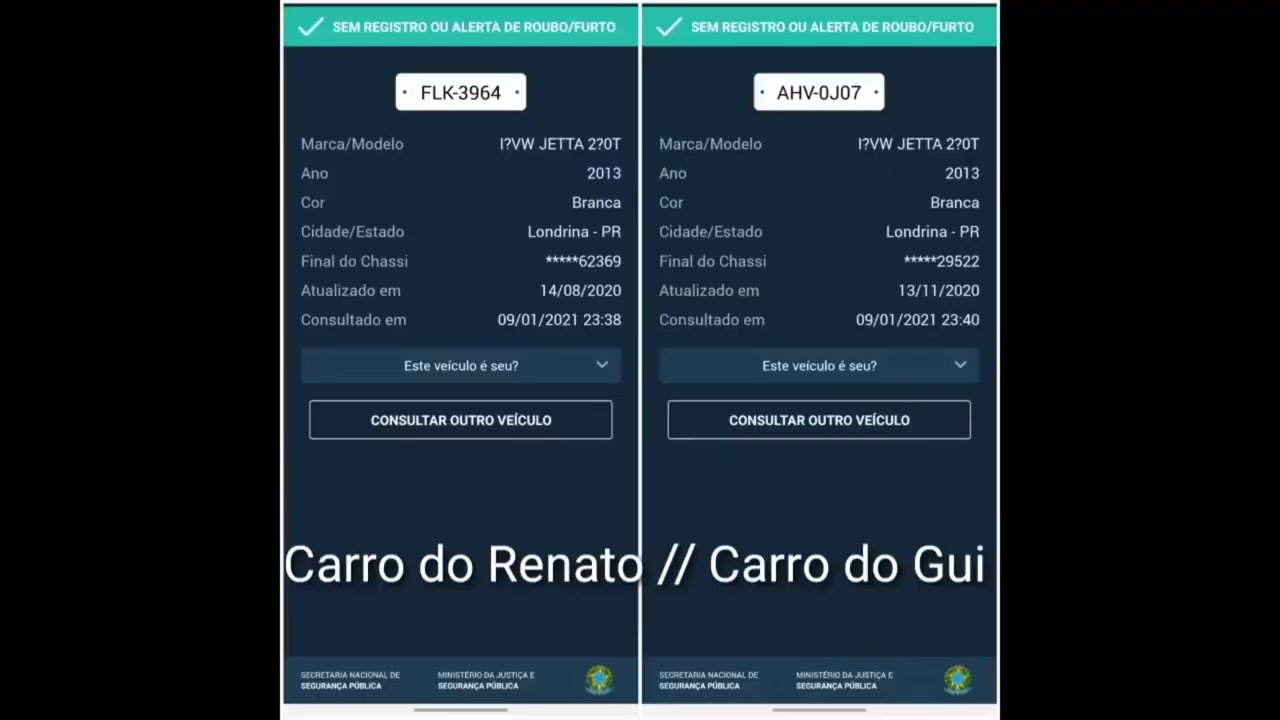 SEM REGISTRO OU ALERTA DE ROUBO/FURTO
FLK-3964
Marca/Modelo I?VW JETTA 2?0T
Ano 2013
Cor Branca
Cidade/Estado Londrina - PR
Final do Chassi *****62369
Atualizado em 14/08/2020
Consultado em 09/01/2021 23:38
Este veículo é seu?
CONSULTAR OUTRO VEÍCULO
SECRETARIA NACIONAL DE
SEGURANÇA PÚBLICA
MINISTÉRIO DA JUSTIÇA E
SEGURANÇA PÚBLICA
SEM REGISTRO OU ALERTA DE ROUBO/FURTO
AHV-0J07
Marca/Modelo I?VW JETTA 2?0T
Ano 2013
Cor Branca
Cidade/Estado Londrina - PR
Final do Chassi *****29522
Atualizado em 13/11/2020
Consultado em 09/01/2021 23:40
Este veículo é seu?
CONSULTAR OUTRO VEÍCULO
SECRETARIA NACIONAL DE
SEGURANÇA PÚBLICA
MINISTÉRIO DA JUSTIÇA E
SEGURANÇA PÚBLICA
Carro do Renato // Carro do Gui